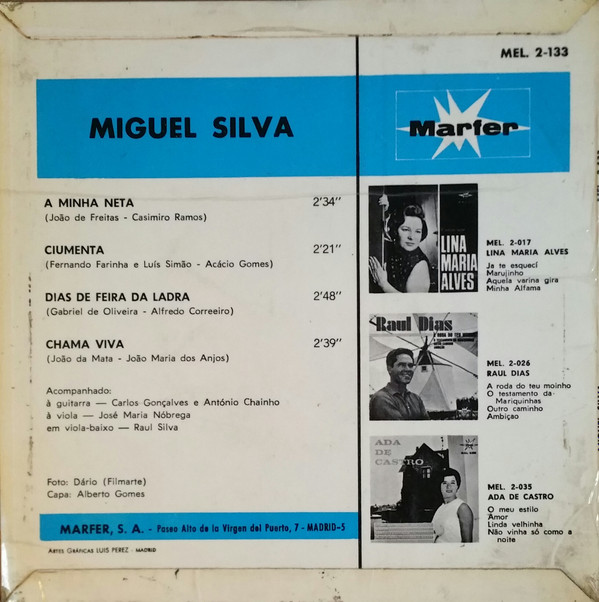 MEL. 2-133
MIGUEL SILVA
Marfer
A MINHA NETA 2'34''
(João de Freitas - Casimiro Ramos)
CIUMENTA 2'21''
(Fernando Farinha e Luís Simão - Acácio Gomes)
DIAS DE FEIRA DA LADRA 2'48''
(Gabriel de Oliveira - Alfredo Correeiro)
CHAMA VIVA 2'39''
(João da Mata - João Maria dos Anjos)
Acompanhado:
à guitarra — Carlos Gonçalves e António Chainho
à viola — José Maria Nóbrega
em viola-baixo — Raul Silva
Foto: Dário (Filmarte)
Capa: Alberto Gomes
MARFER, S. A. - Paseo Alto de la Virgen del Puerto, 7 - MADRID-5
ARTES GRÁFICAS LUIS PEREZ - MADRID
LINA
MARIA
ALVES
MEL. 2-017
LINA MARIA ALVES
Ja te esqueci
Marujinho
Aquela varina gira
Minha Alfama
Raul Dias
MEL. 2-026
RAUL DIAS
A roda do teu moinho
O testamento da
Mariquinhas
Outro caminho
Ambiçao
ADA
DE
CASTRO
MEL. 2-035
ADA DE CASTRO
O meu estilo
Amor
Linda velhinha
Não vinha só como a
noite